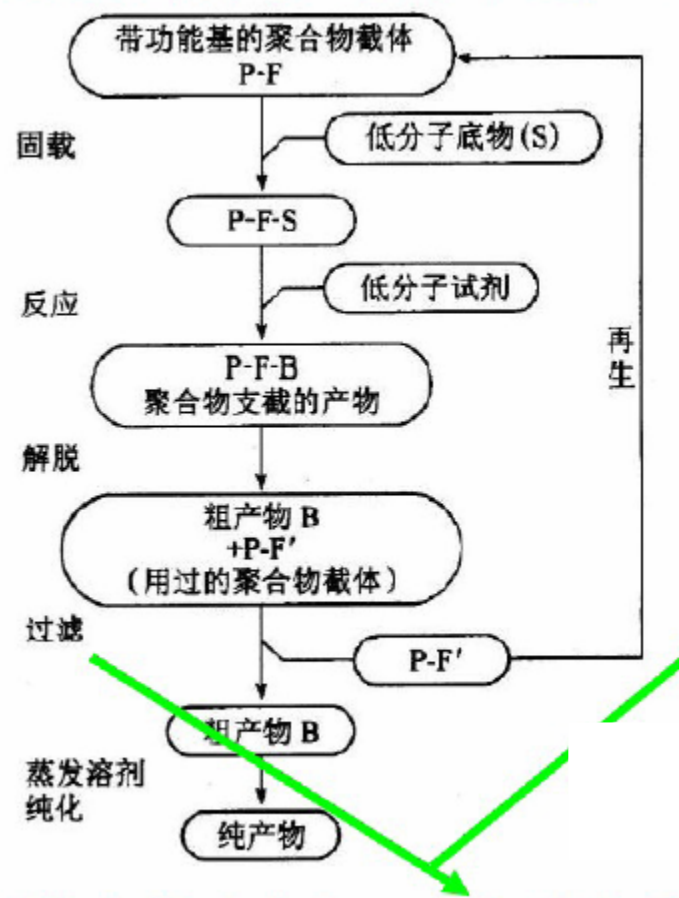 带功能基的聚合物截体
P-F
固载
低分子底物(S)
P-F-S
反应
低分子试剂
再生
P-F-B
聚合物支截的产物
解脱
粗产物 B
+P-F′
(用过的聚合物截体)
过滤
P-F′
粗产物 B
蒸发溶剂
纯化
纯产物